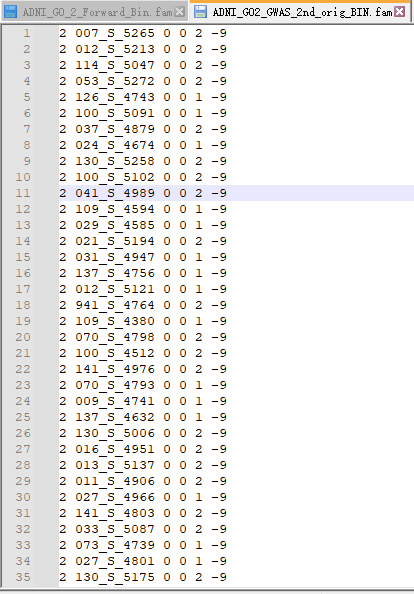 ADNI_GO_2_Forward_Bin.fam ADNI_GO2_GWAS_2nd_orig_BIN.fam
1 2 007_S_5265 0 0 2 -9
2 2 012_S_5213 0 0 2 -9
3 2 114_S_5047 0 0 2 -9
4 2 053_S_5272 0 0 2 -9
5 2 126_S_4743 0 0 1 -9
6 2 100_S_5091 0 0 1 -9
7 2 037_S_4879 0 0 2 -9
8 2 024_S_4674 0 0 1 -9
9 2 130_S_5258 0 0 2 -9
10 2 100_S_5102 0 0 2 -9
11 2 041_S_4989 0 0 2 -9
12 2 109_S_4594 0 0 1 -9
13 2 029_S_4585 0 0 1 -9
14 2 021_S_5194 0 0 2 -9
15 2 031_S_4947 0 0 1 -9
16 2 137_S_4756 0 0 1 -9
17 2 012_S_5121 0 0 1 -9
18 2 941_S_4764 0 0 2 -9
19 2 109_S_4380 0 0 1 -9
20 2 070_S_4798 0 0 2 -9
21 2 100_S_4512 0 0 1 -9
22 2 141_S_4976 0 0 2 -9
23 2 070_S_4793 0 0 1 -9
24 2 009_S_4741 0 0 1 -9
25 2 137_S_4632 0 0 1 -9
26 2 130_S_5006 0 0 2 -9
27 2 016_S_4951 0 0 2 -9
28 2 013_S_5137 0 0 2 -9
29 2 011_S_4906 0 0 2 -9
30 2 027_S_4966 0 0 1 -9
31 2 141_S_4803 0 0 2 -9
32 2 033_S_5087 0 0 2 -9
33 2 073_S_4739 0 0 1 -9
34 2 027_S_4801 0 0 1 -9
35 2 130_S_5175 0 0 2 -9